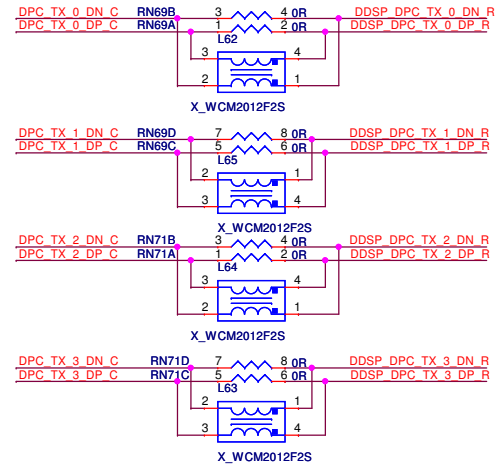 DPC_TX_0_DN_C RN69B 3 4 0R DDSP_DPC_TX_0_DN_R
DPC_TX_0_DP_C RN69A 1 2 0R DDSP_DPC_TX_0_DP_R
L62
3 4
2 1
X_WCM2012F2S
DPC_TX_1_DN_C RN69D 7 8 0R DDSP_DPC_TX_1_DN_R
DPC_TX_1_DP_C RN69C 5 6 0R DDSP_DPC_TX_1_DP_R
L65
2 1
3 4
X_WCM2012F2S
DPC_TX_2_DN_C RN71B 3 4 0R DDSP_DPC_TX_2_DN_R
DPC_TX_2_DP_C RN71A 1 2 0R DDSP_DPC_TX_2_DP_R
L64
3 4
2 1
X_WCM2012F2S
DPC_TX_3_DN_C RN71D 7 8 0R DDSP_DPC_TX_3_DN_R
DPC_TX_3_DP_C RN71C 5 6 0R DDSP_DPC_TX_3_DP_R
L63
2 1
3 4
X_WCM2012F2S